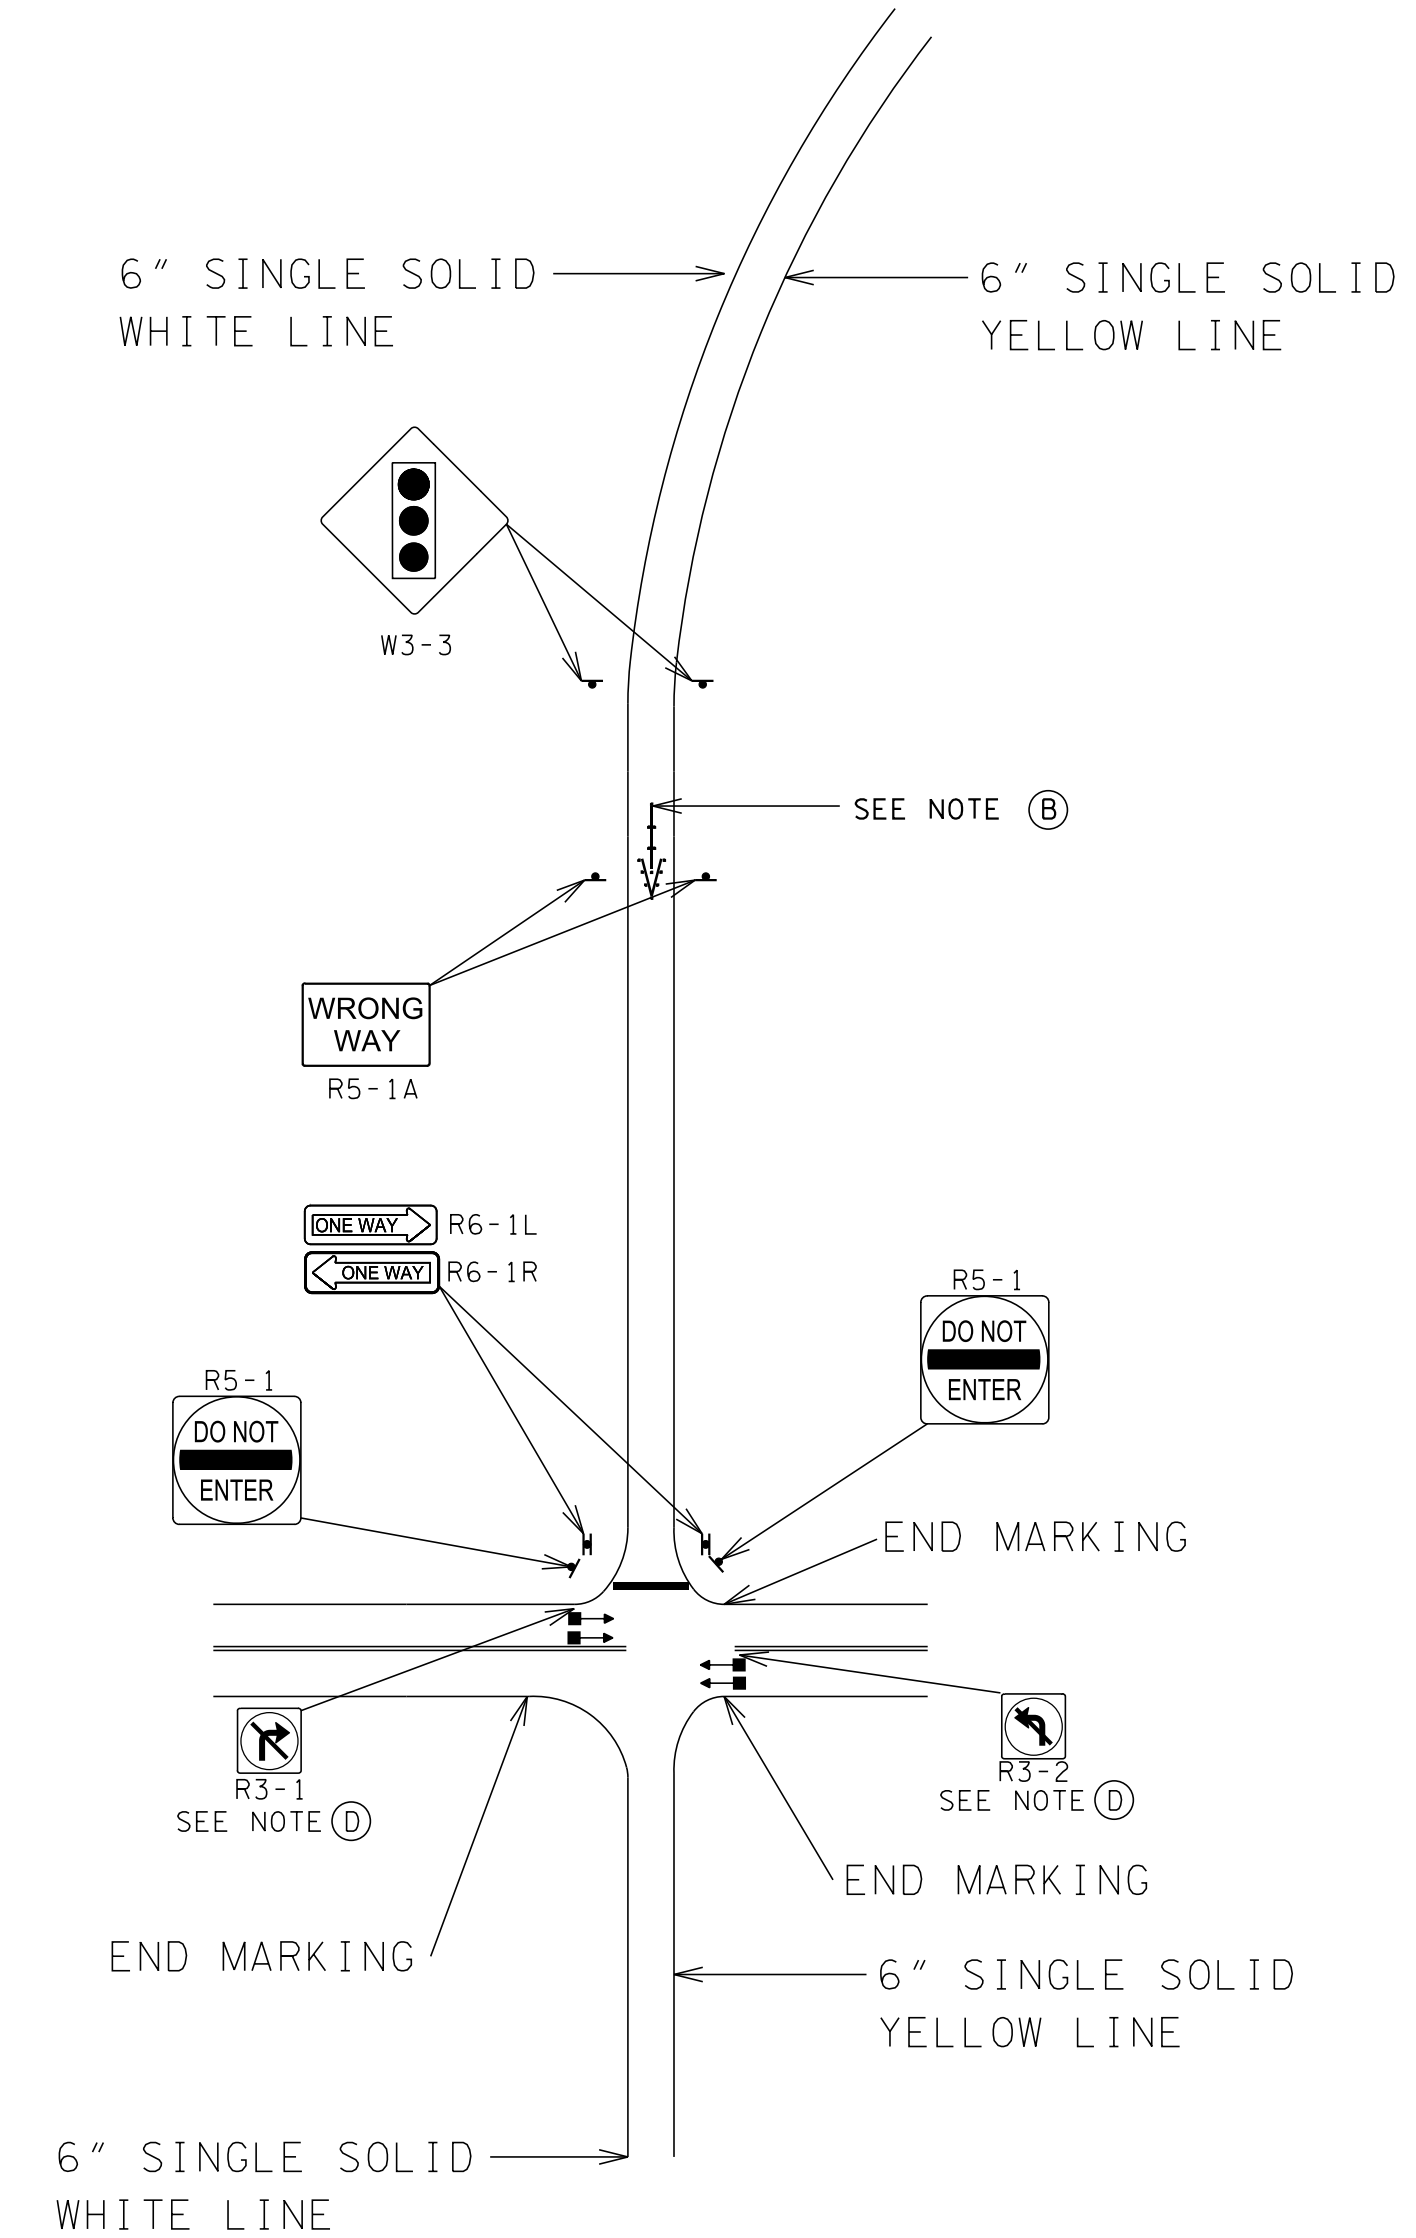 6" SINGLE SOLID
WHITE LINE
6" SINGLE SOLID
YELLOW LINE
W3-3
SEE NOTE B
WRONG
WAY
R5-1A
ONE WAY
R6-1L
ONE WAY
R6-1R
R5-1
DO NOT
ENTER
R5-1
DO NOT
ENTER
END MARKING
R3-1
SEE NOTE D
R3-2
SEE NOTE D
END MARKING
END MARKING
6" SINGLE SOLID
YELLOW LINE
6" SINGLE SOLID
WHITE LINE